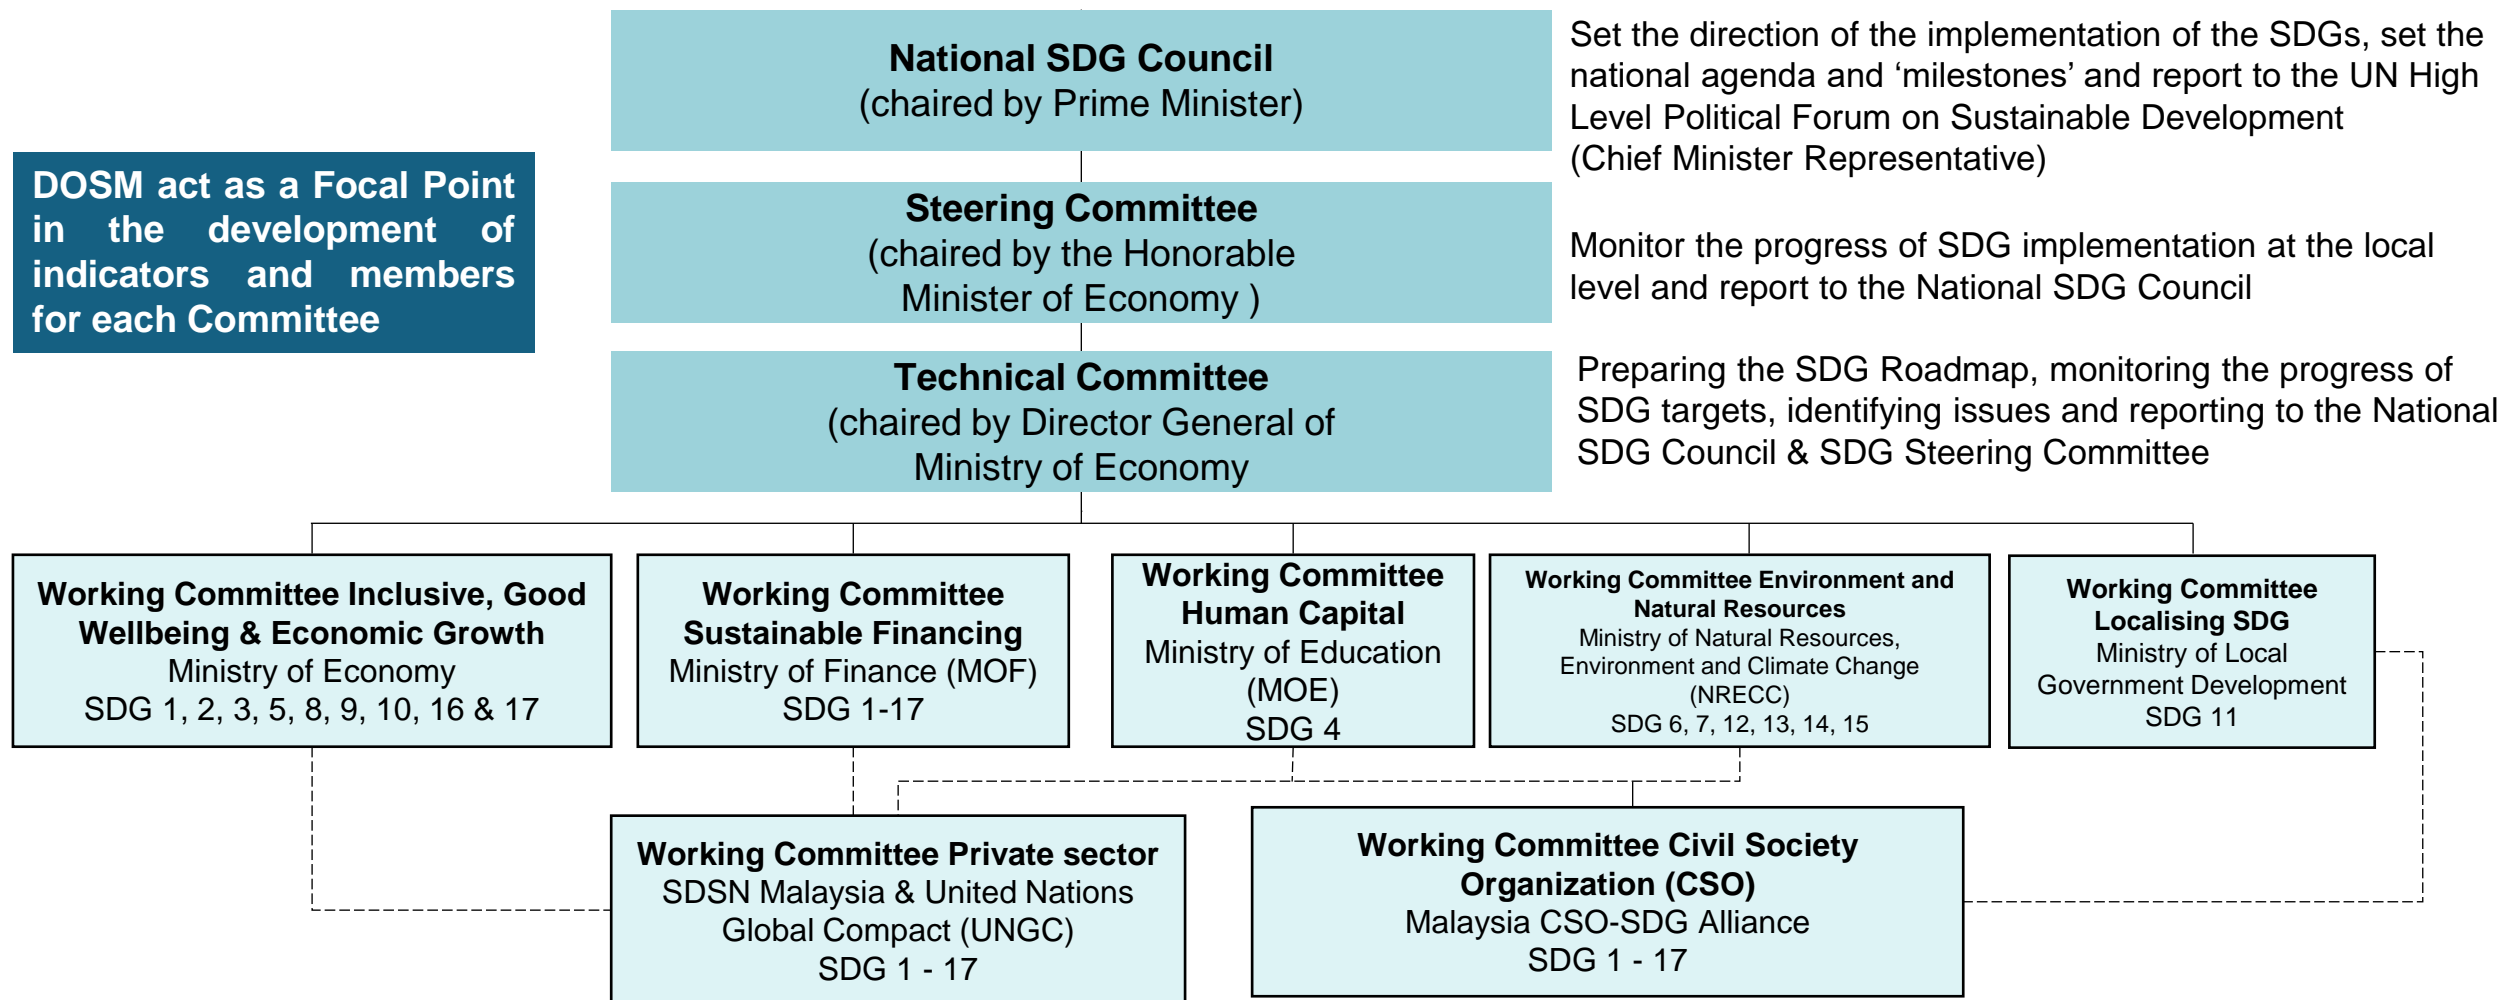 National SDG Council
(chaired by Prime Minister)
Set the direction of the implementation of the SDGs, set the
national agenda and ‘milestones’ and report to the UN High
Level Political Forum on Sustainable Development
(Chief Minister Representative)
DOSM act as a Focal Point
in the development of
indicators and members
for each Committee
Steering Committee
(chaired by the Honorable
Minister of Economy )
Monitor the progress of SDG implementation at the local
level and report to the National SDG Council
Technical Committee
(chaired by Director General of
Ministry of Economy
Preparing the SDG Roadmap, monitoring the progress of
SDG targets, identifying issues and reporting to the National
SDG Council & SDG Steering Committee
Working Committee Inclusive, Good
Wellbeing & Economic Growth
Ministry of Economy
SDG 1, 2, 3, 5, 8, 9, 10, 16 & 17
Working Committee
Sustainable Financing
Ministry of Finance (MOF)
SDG 1-17
Working Committee
Human Capital
Ministry of Education
(MOE)
SDG 4
Working Committee Environment and
Natural Resources
Ministry of Natural Resources,
Environment and Climate Change
(NRECC)
SDG 6, 7, 12, 13, 14, 15
Working Committee
Localising SDG
Ministry of Local
Government Development
SDG 11
Working Committee Private sector
SDSN Malaysia & United Nations
Global Compact (UNGC)
SDG 1 - 17
Working Committee Civil Society
Organization (CSO)
Malaysia CSO-SDG Alliance
SDG 1 - 17